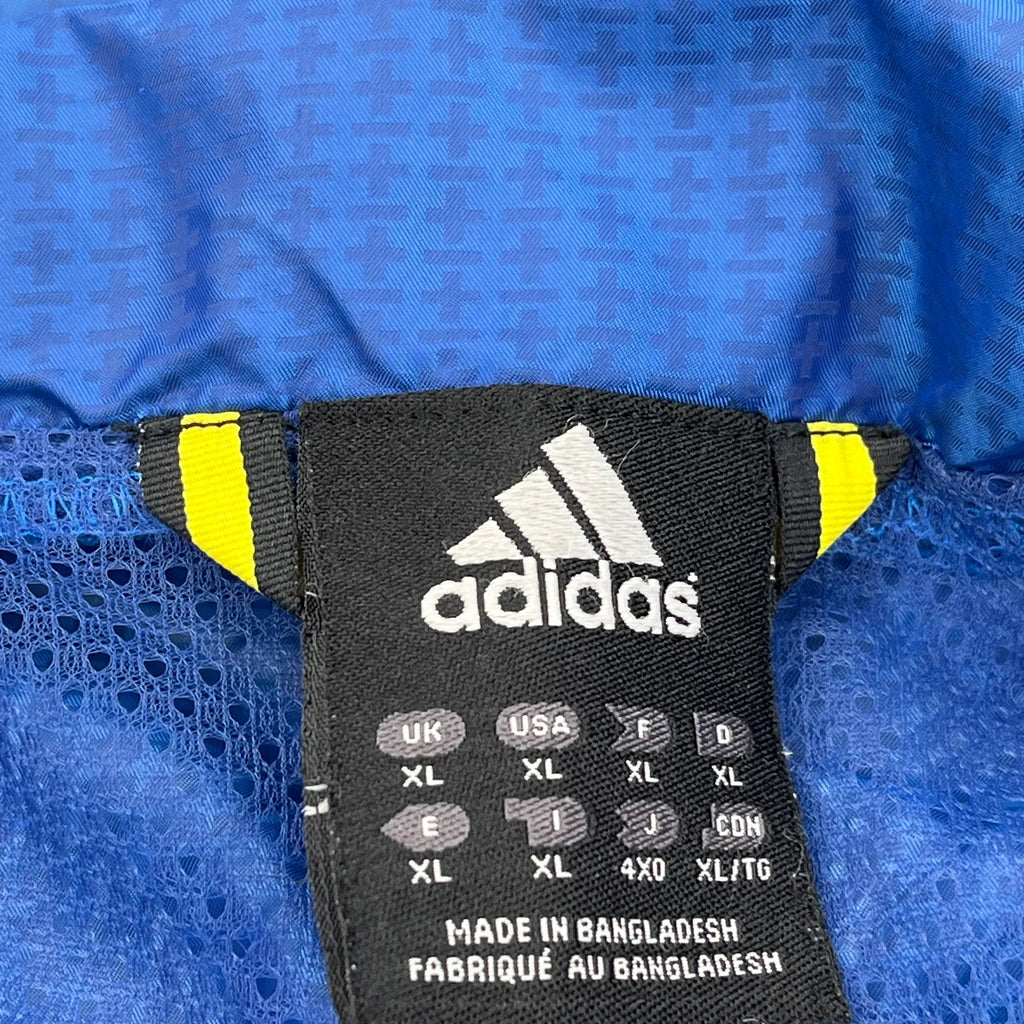 adidas
UK USA F D
XL XL XL XL
E I J CDN
XL XL 4XO XL/TG
MADE IN BANGLADESH
FABRIQUÉ AU BANGLADESH